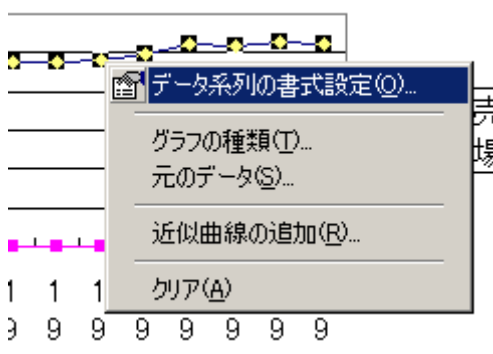 データ系列の書式設定(O)...
売
場
グラフの種類(T)...
元のデータ(S)...
近似曲線の追加(R)...
クリア(A)
1 1 1
9 9 9 9 9 9 9 9